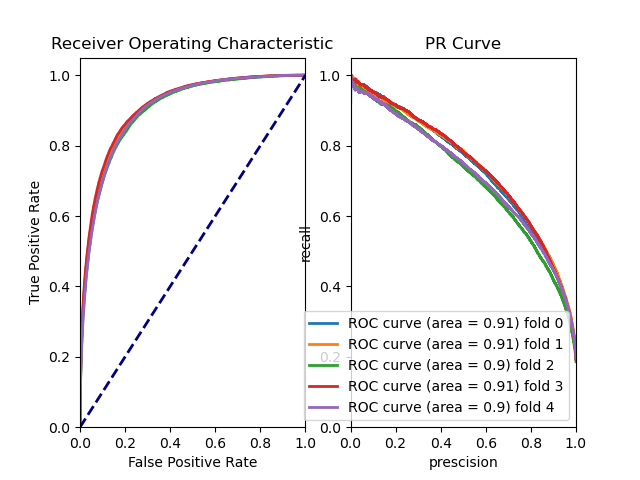 Receiver Operating Characteristic
PR Curve
True Positive Rate
1.0
0.8
0.6
0.4
0.2
0.0
0.0 0.2 0.4 0.6 0.8 1.0
False Positive Rate
recall
1.0
0.8
0.6
0.4
0.2
0.0
0.0 0.2 0.4 0.6 0.8 1.0
prescision
ROC curve (area = 0.91) fold 0
ROC curve (area = 0.91) fold 1
ROC curve (area = 0.9) fold 2
ROC curve (area = 0.91) fold 3
ROC curve (area = 0.9) fold 4